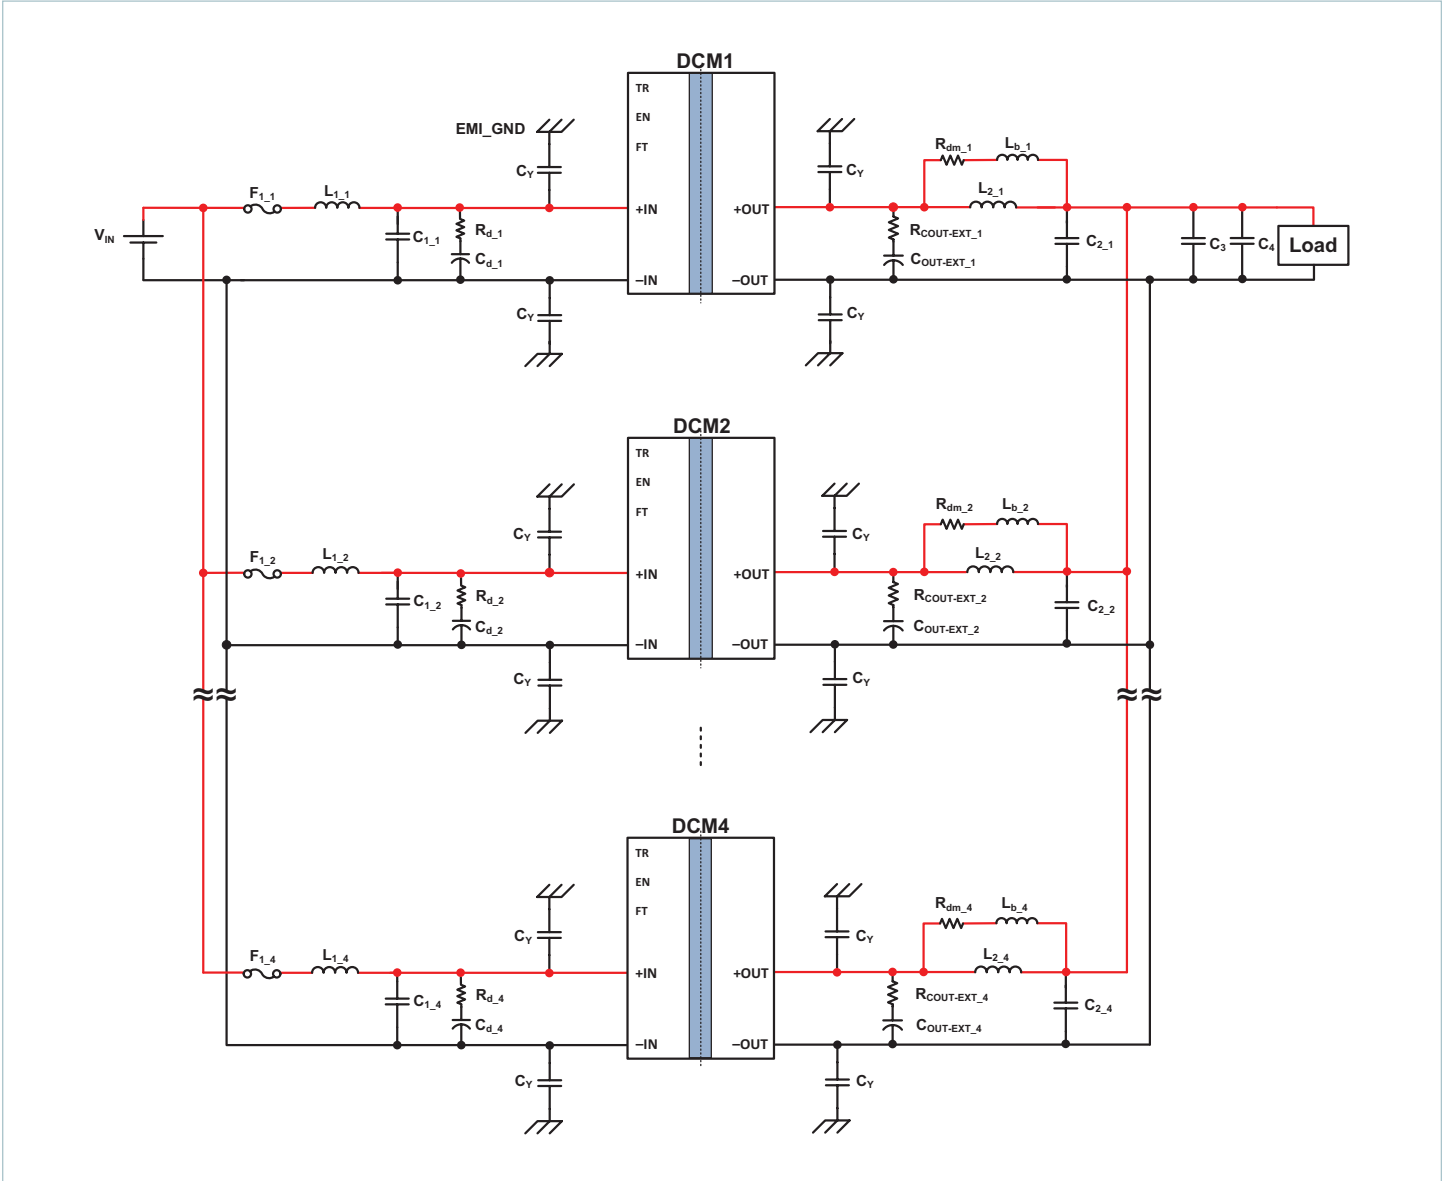 DCM1
TR
EN
FT
EMI_GND
CY
CY
Rdm_1
Lb_1
F1_1
L1_1
L2_1
VIN
+IN
+OUT
C1_1
Rd_1
Cd_1
RCOUT-EXT_1
COUT-EXT_1
C2_1
C3
C4
Load
–IN
–OUT
CY
CY
DCM2
TR
EN
FT
CY
CY
Rdm_2
Lb_2
F1_2
L1_2
L2_2
+IN
+OUT
C1_2
Rd_2
Cd_2
RCOUT-EXT_2
COUT-EXT_2
C2_2
–IN
–OUT
CY
CY
DCM4
TR
EN
FT
CY
CY
Rdm_4
Lb_4
F1_4
L1_4
L2_4
+IN
+OUT
C1_4
Rd_4
Cd_4
RCOUT-EXT_4
COUT-EXT_4
C2_4
–IN
–OUT
CY
CY